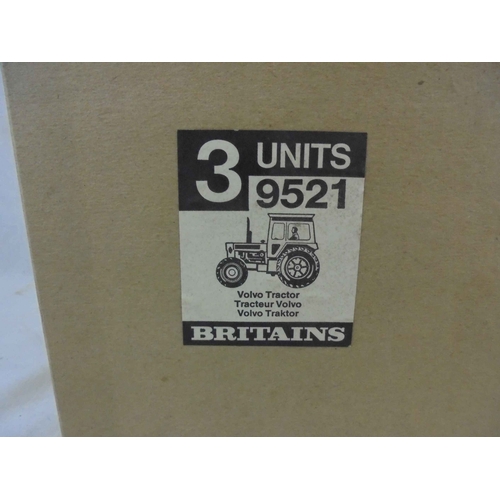 3 UNITS
9521
Volvo Tractor
Tracteur Volvo
Volvo Traktor
BRITAINS